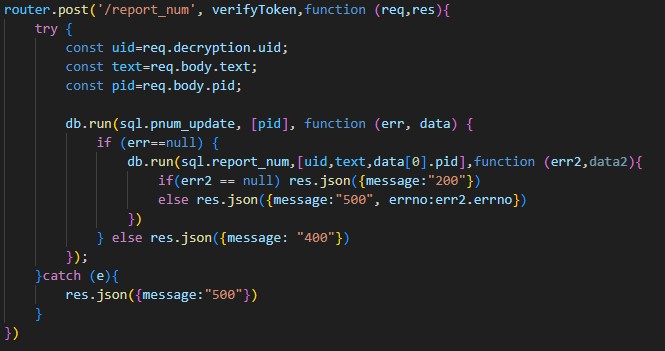 router.post('/report_num', verifyToken,function (req,res){
    try {
        const uid=req.decryption.uid;
        const text=req.body.text;
        const pid=req.body.pid;

        db.run(sql.pnum_update, [pid], function (err, data) {
            if (err==null) {
                db.run(sql.report_num,[uid,text,data[0].pid],function (err2,data2){
                    if(err2 == null) res.json({message:"200"})
                    else res.json({message:"500", errno:err2.errno})
                })
            } else res.json({message: "400"})
        });
    }catch (e){
        res.json({message:"500"})
    }
})